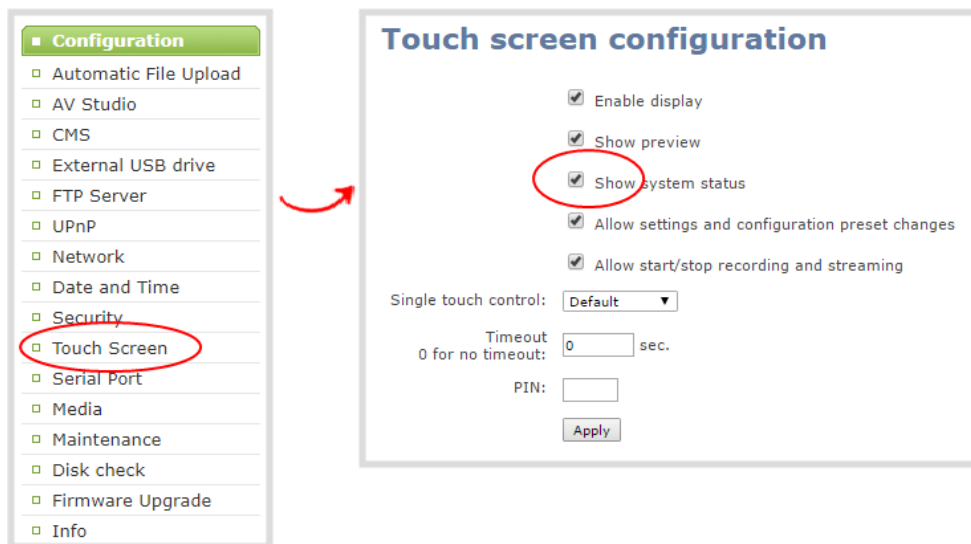 Configuration
Automatic File Upload
AV Studio
CMS
External USB drive
FTP Server
UPnP
Network
Date and Time
Security
Touch Screen
Serial Port
Media
Maintenance
Disk check
Firmware Upgrade
Info
Touch screen configuration
Enable display
Show preview
Show system status
Allow settings and configuration preset changes
Allow start/stop recording and streaming
Single touch control: Default
Timeout
0 for no timeout: 0 sec.
PIN:
Apply